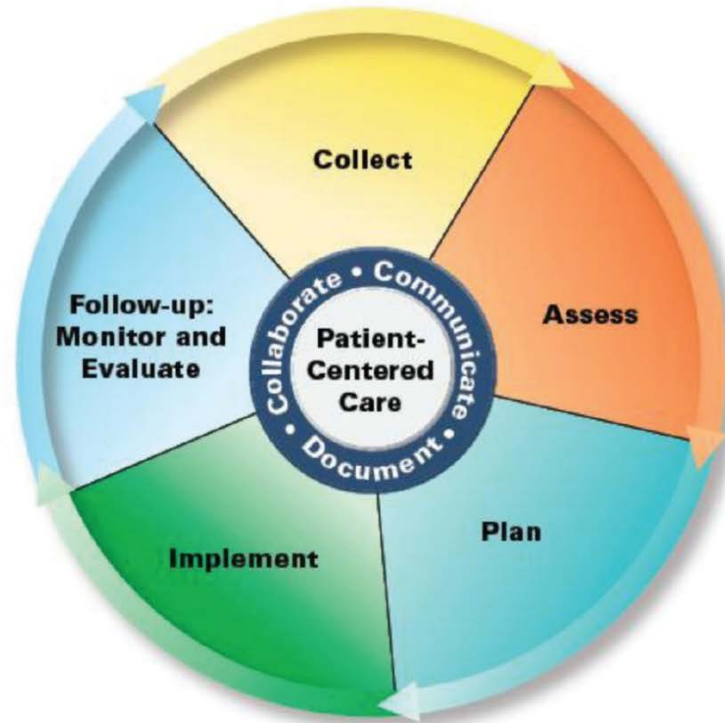 Collect
Assess
Plan
Implement
Follow-up:
Monitor and
Evaluate
Collaborate • Communicate • Document •
Patient-
Centered
Care